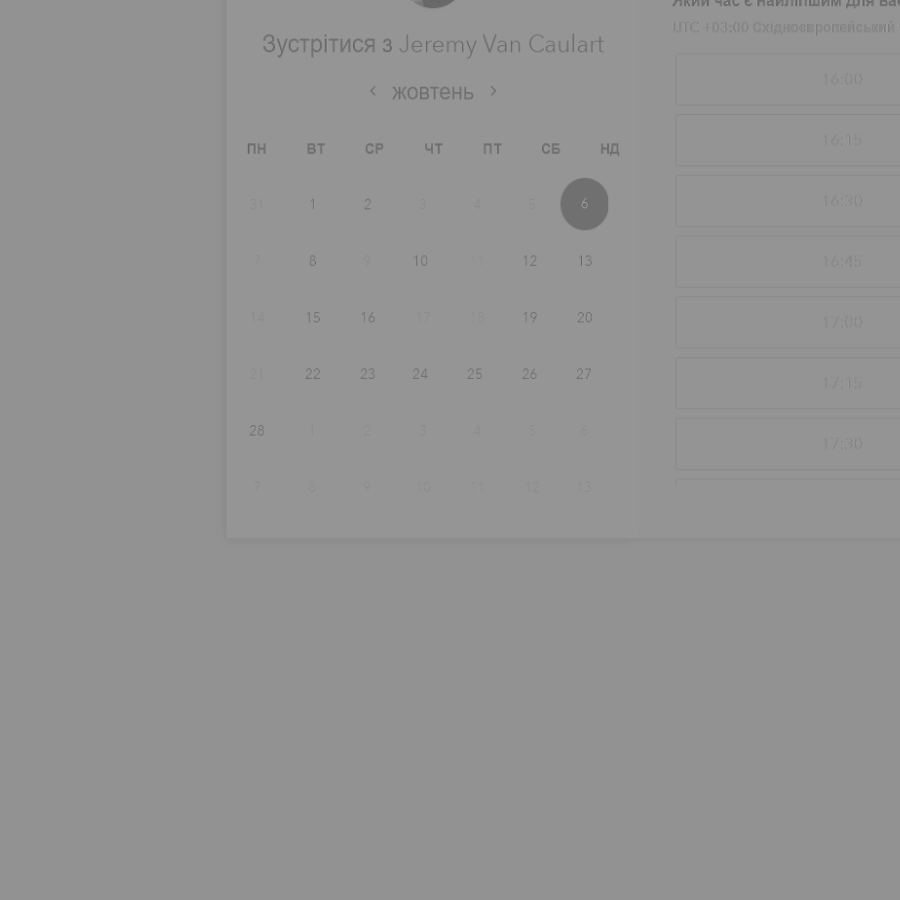 Зустрітися з Jeremy Van Caulart
жовтень
ПН ВТ СР ЧТ ПТ СБ НД
31 1 2 3 4 5 6
7 8 9 10 11 12 13
14 15 16 17 18 19 20
21 22 23 24 25 26 27
28 1 2 3 4 5 6
7 8 9 10 11 12 13
Який час є найліпшим для
UTC +03:00 Східноєвропейський
16:00
16:15
16:30
16:45
17:00
17:15
17:30